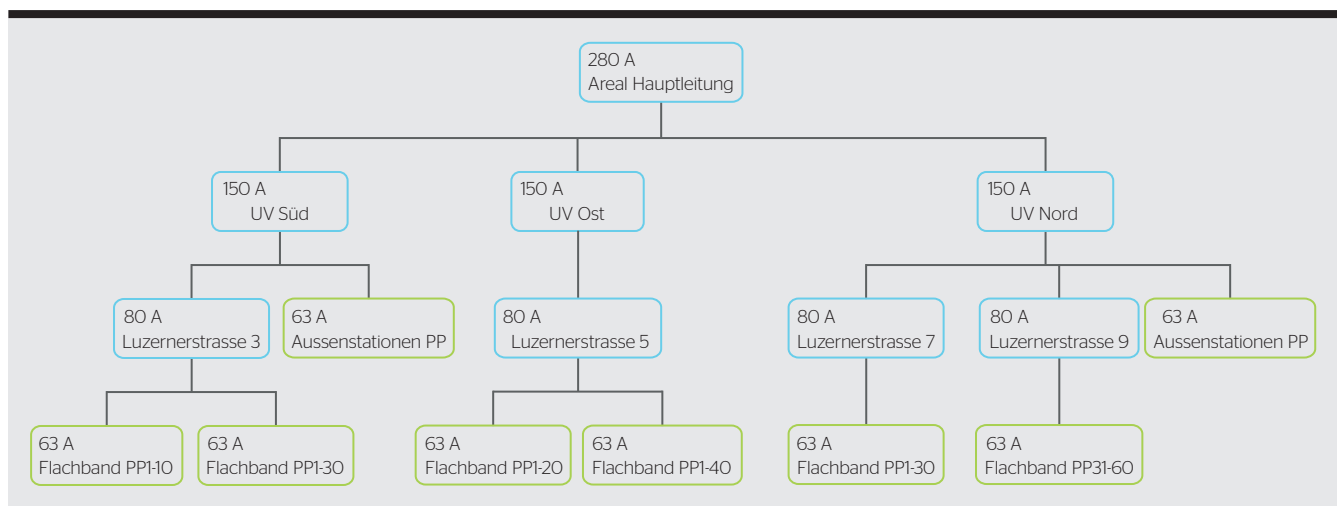 280 A
Areal Hauptleitung
150 A
UV Süd
150 A
UV Ost
150 A
UV Nord
80 A
Luzernerstrasse 3
63 A
Aussenstationen PP
80 A
Luzernerstrasse 5
80 A
Luzernerstrasse 7
80 A
Luzernerstrasse 9
63 A
Aussenstationen PP
63 A
Flachband PP1-10
63 A
Flachband PP1-30
63 A
Flachband PP1-20
63 A
Flachband PP1-40
63 A
Flachband PP1-30
63 A
Flachband PP31-60